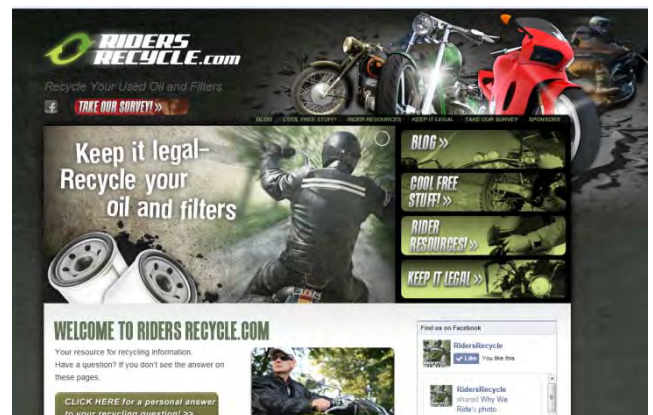 RIDERS
RECYCLE.com
Recycle Your Used Oil and Filters
f TAKE OUR SURVEY! >>
BLOG COOL FREE STUFF! RIDER RESOURCES KEEP IT LEGAL TAKE OUR SURVEY SPONSORS
Keep it legal–
Recycle your
oil and filters
BLOG >>
COOL FREE
STUFF! >>
RIDER
RESOURCES! >>
KEEP IT LEGAL >>
WELCOME TO RIDERS RECYCLE.COM
Your resource for recycling information.
Have a question? If you don't see the answer on
these pages,
CLICK HERE for a personal answer
to your recycling question! >>
Find us on Facebook
RidersRecycle
Like You like this.
RidersRecycle
shared Why We
Ride's photo